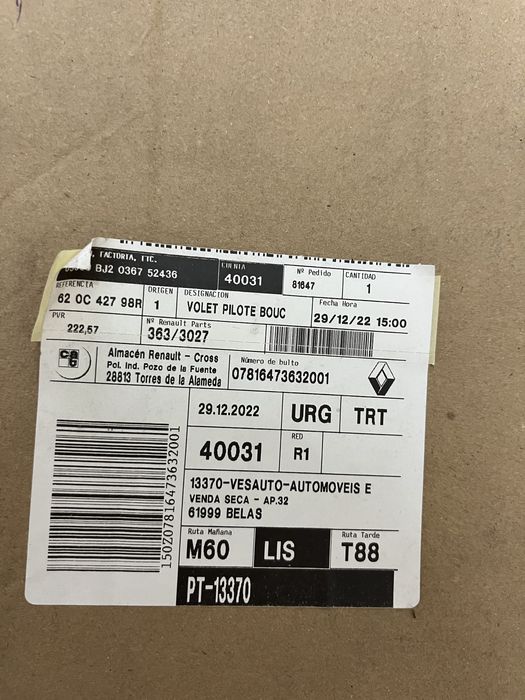 FACTORIA, ETC.
BJ2 0367 52436
CUENTA
40031
Nº Pedido
81647
CANTIDAD
1
REFERENCIA
62 0C 427 98R
ORIGEN
1
DESIGNACION
VOLET PILOTE BOUC
Fecha Hora
29/12/22 15:00
PVR
222,57
Nº Renault Parts
363/3027
cat
Almacén Renault - Cross
Pol. Ind. Pozo de la Fuente
28813 Torres de la Alameda
Número de bulto
07816473632001
29.12.2022
URG
TRT
40031
RED
R1
150Z07816473632001
13370-VESAUTO-AUTOMOVEIS E
VENDA SECA - AP.32
61999 BELAS
Ruta Mañana
M60
LIS
Ruta Tarde
T88
PT-13370